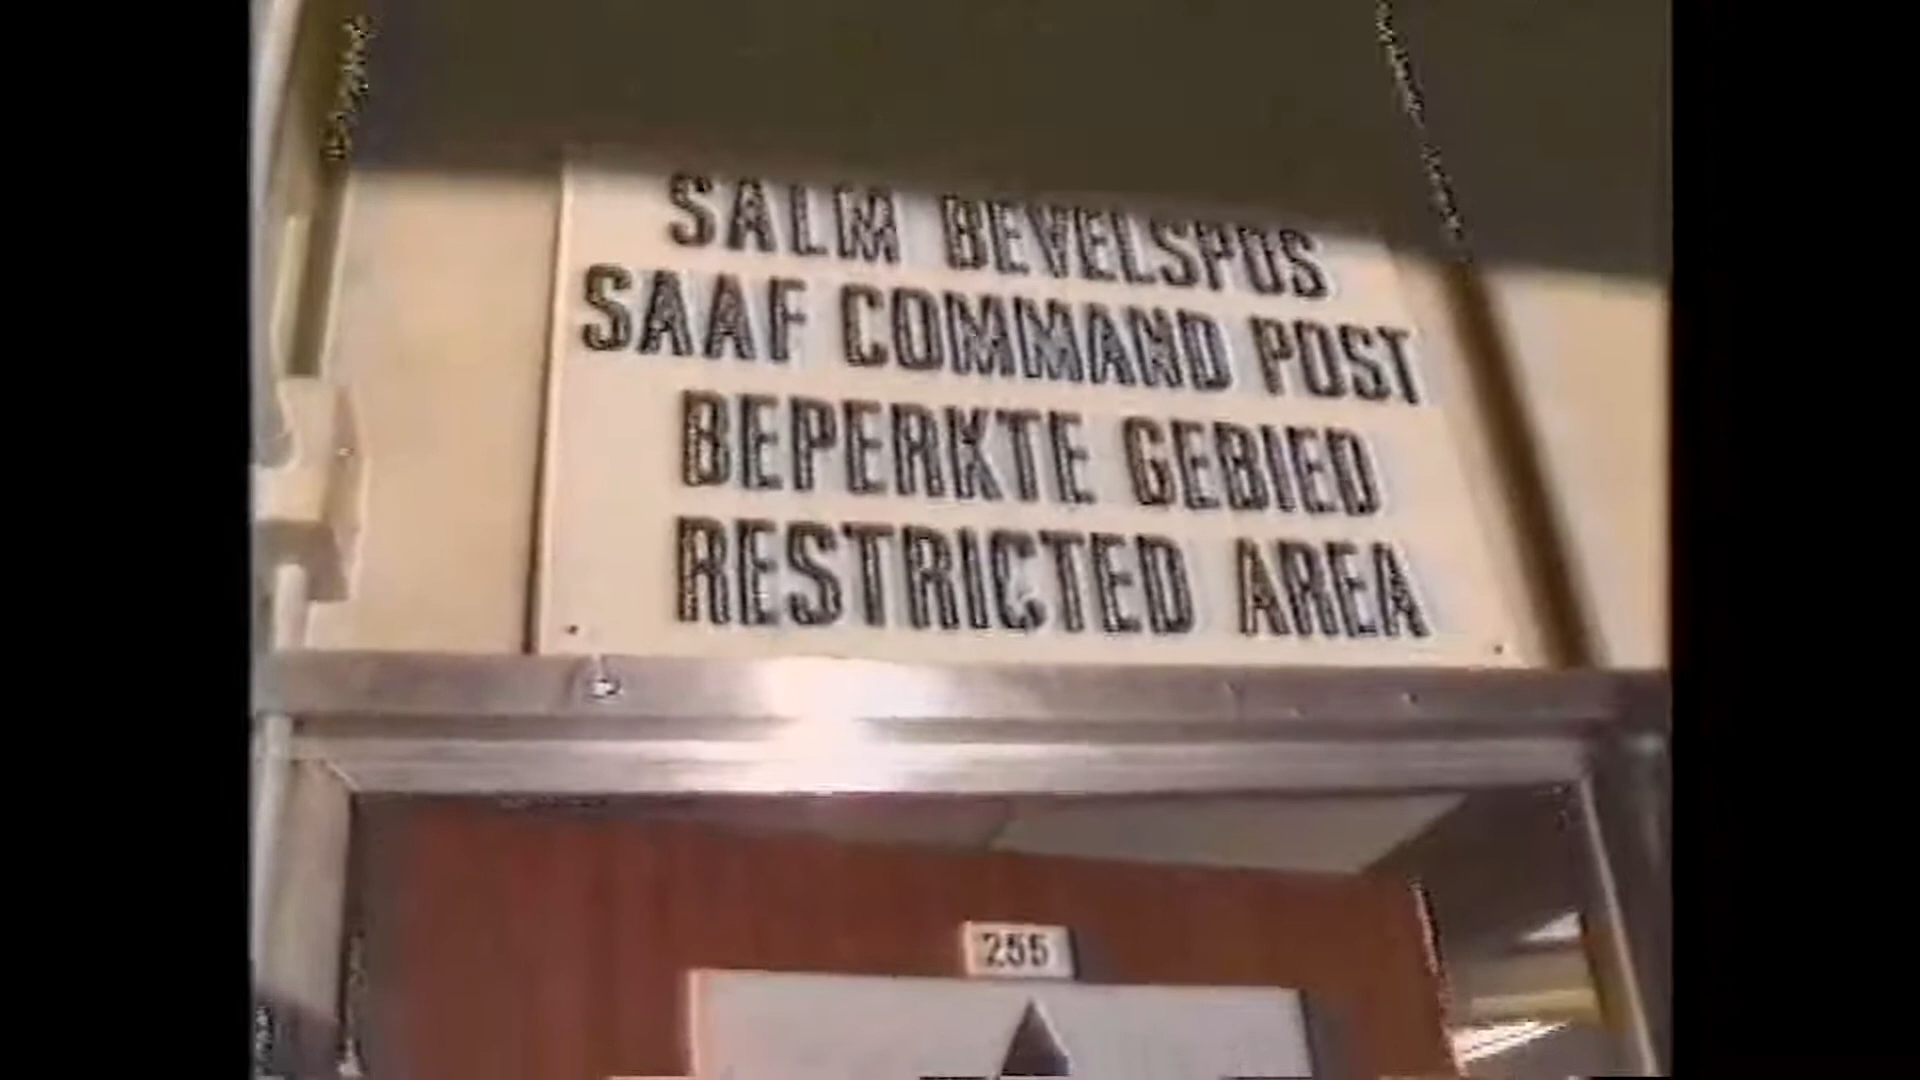 SALM BEVELSPOS
SAAF COMMAND POST
BEPERKTE GEBIED
RESTRICTED AREA
255